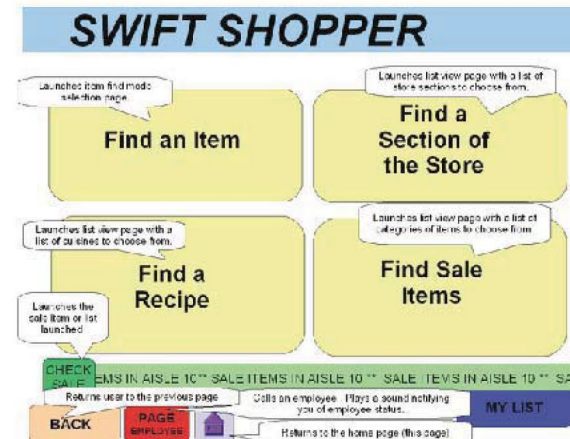 SWIFT SHOPPER
Launches item find mode
selection page.
Find an Item
Launches list view page with a list of
store sections to choose from.
Find a
Section of
the Store
Launches list view page with a
list of cuisines to choose from.
Find a
Recipe
Launches list view page with a list of
categories of items to choose from
Find Sale
Items
Launches the
sale item or list
launched
CHECK
SALE
EMS IN AISLE 10 ** SALE ITEMS IN AISLE 10 ** SALE ITEMS IN AISLE 10 ** SA
Returns user to the previous page
Calls an employee. Plays a sound notifying
you of employee status.
MY LIST
BACK
PAGE
EMPLOYEE
Returns to the home page (this page)